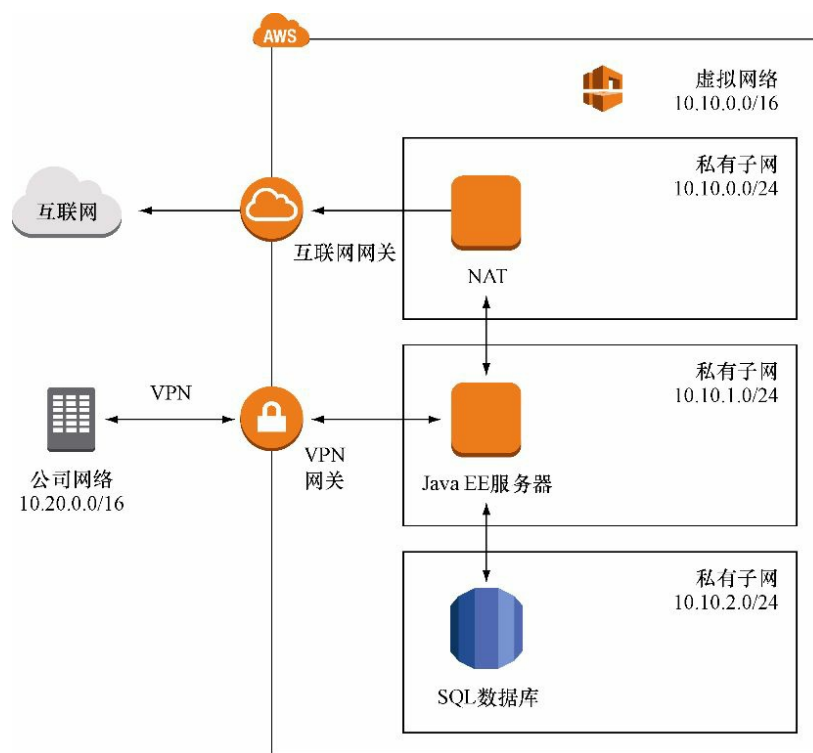 AWS
虚拟网络
10.10.0.0/16
私有子网
10.10.0.0/24
互联网
互联网网关
NAT
私有子网
10.10.1.0/24
VPN
VPN
网关
公司网络
10.20.0.0/16
Java EE服务器
私有子网
10.10.2.0/24
SQL数据库